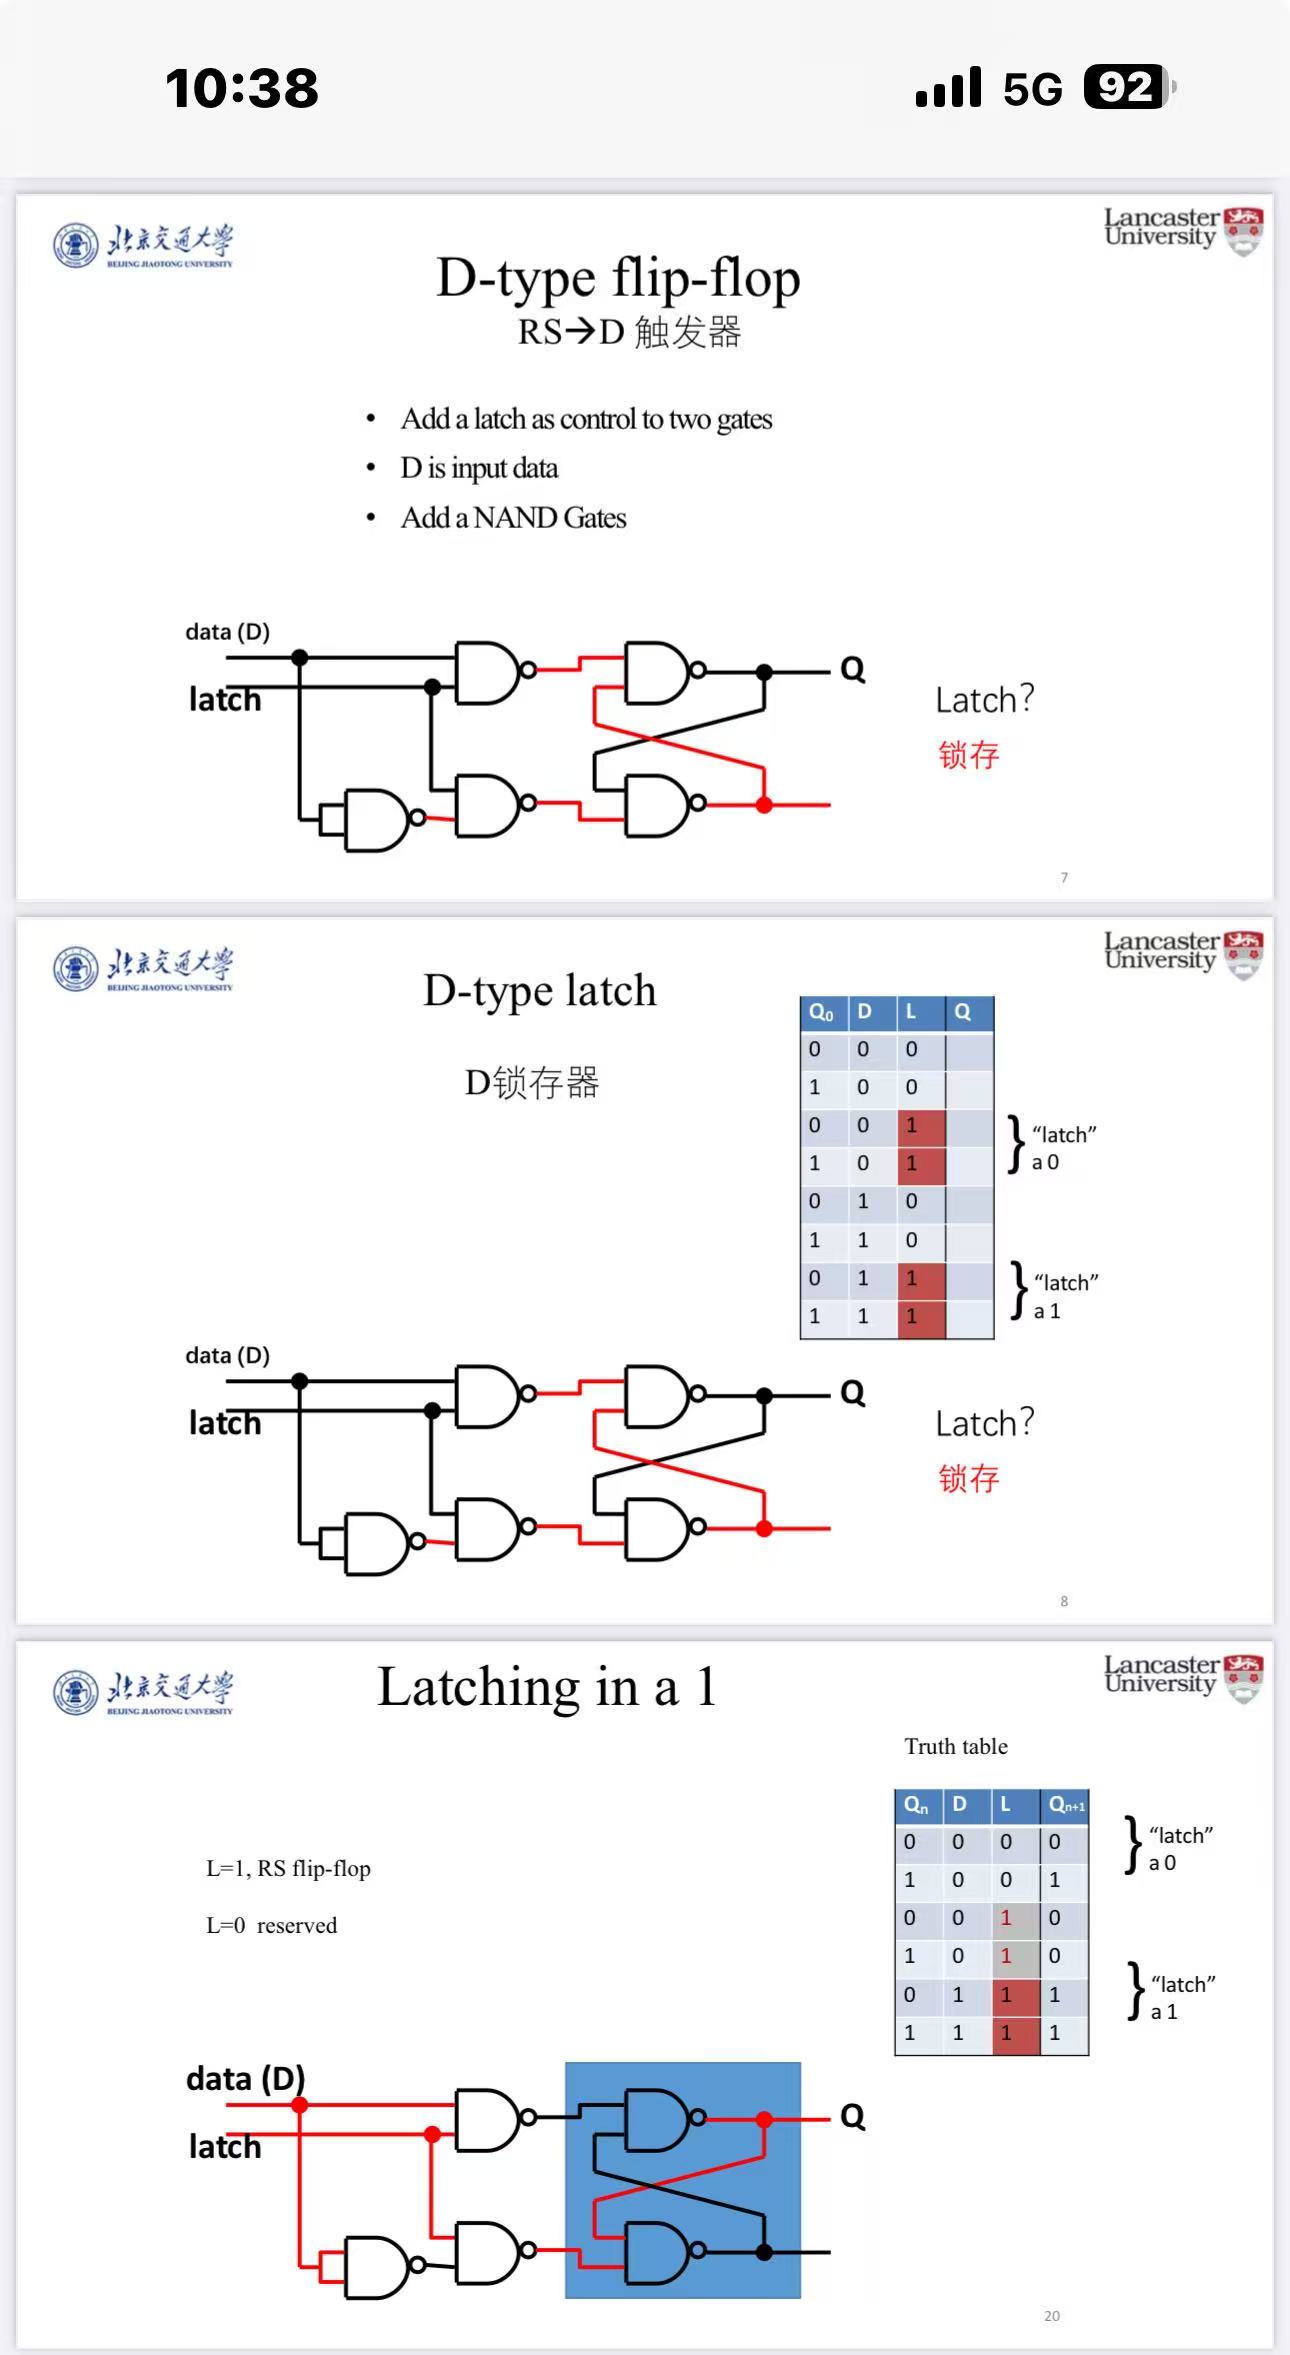 10:38
5G 92
北京交通大学
BEIJING JIAOTONG UNIVERSITY
Lancaster
University
D-type flip-flop
RS→D 触发器
• Add a latch as control to two gates
• D is input data
• Add a NAND Gates
data (D)
latch
Q
Latch?
锁存
7
北京交通大学
BEIJING JIAOTONG UNIVERSITY
Lancaster
University
D-type latch
D锁存器
Q0 D L Q
0 0 0
1 0 0
0 0 1
1 0 1
0 1 0
1 1 0
0 1 1
1 1 1
“latch”
a 0
“latch”
a 1
data (D)
latch
Q
Latch?
锁存
8
北京交通大学
BEIJING JIAOTONG UNIVERSITY
Lancaster
University
Latching in a 1
Truth table
Qn D L Qn+1
0 0 0 0
1 0 0 1
0 0 1 0
1 0 1 0
0 1 1 1
1 1 1 1
“latch”
a 0
“latch”
a 1
L=1, RS flip-flop
L=0 reserved
data (D)
latch
Q
20